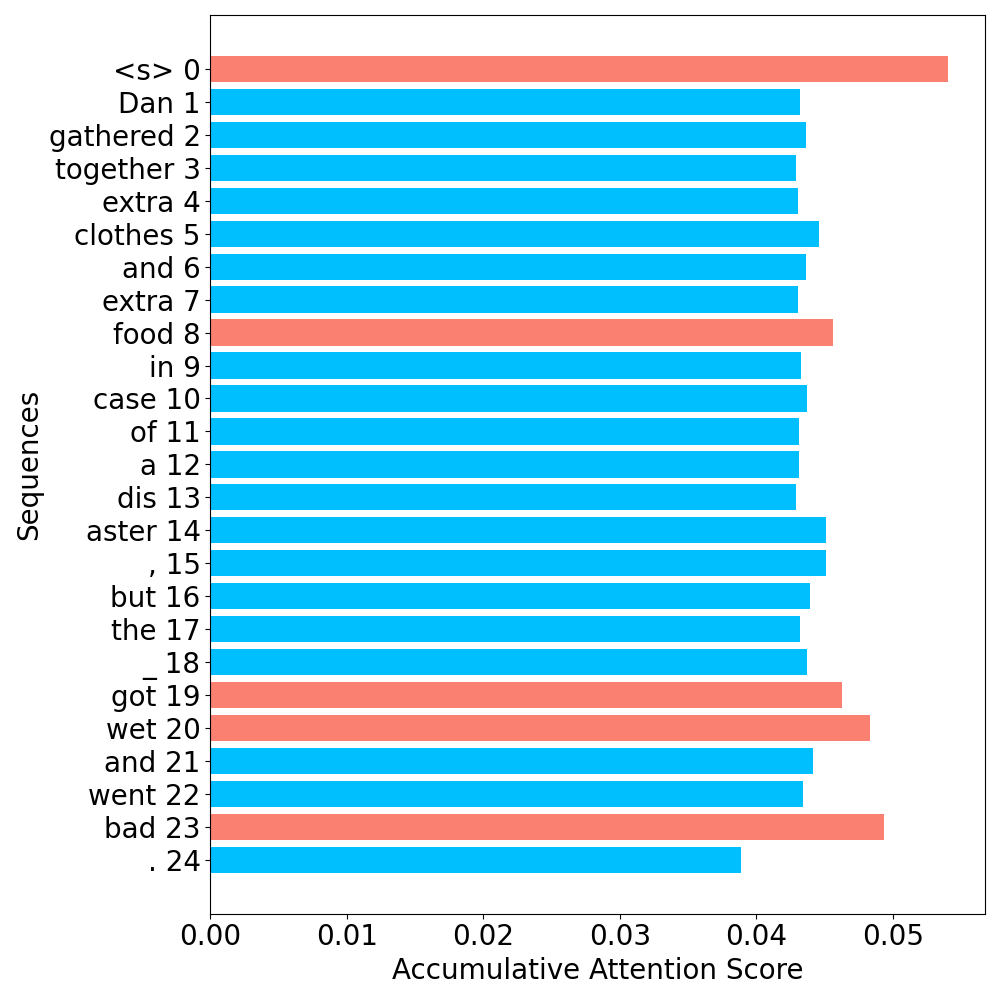 <s> 0
Dan 1
gathered 2
together 3
extra 4
clothes 5
and 6
extra 7
food 8
in 9
case 10
of 11
a 12
dis 13
aster 14
, 15
but 16
the 17
_ 18
got 19
wet 20
and 21
went 22
bad 23
. 24
Sequences
0.00 0.01 0.02 0.03 0.04 0.05
Accumulative Attention Score